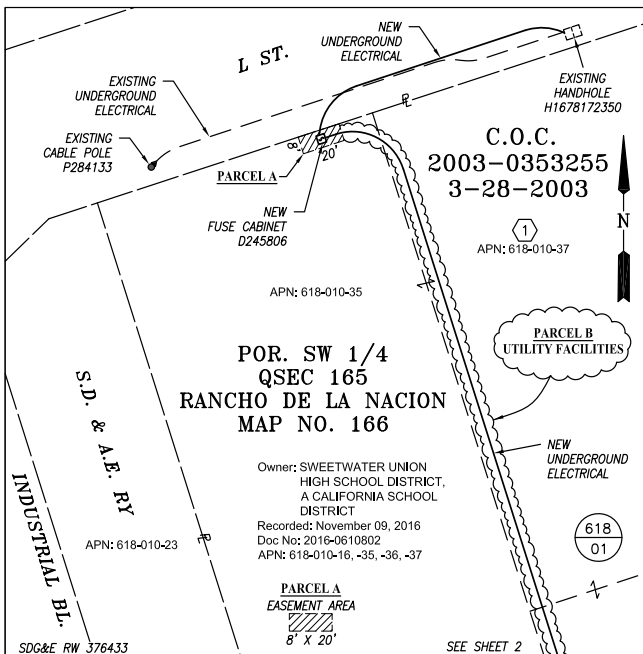 L ST.
NEW
UNDERGROUND
ELECTRICAL
EXISTING
UNDERGROUND
ELECTRICAL
EXISTING
HANDHOLE
H1678172350
EXISTING
CABLE POLE
P284133
8'
20'
PARCEL A
NEW
FUSE CABINET
D245806
C.O.C.
2003-0353255
3-28-2003
1
APN: 618-010-37
N
APN: 618-010-35
PARCEL B
UTILITY FACILITIES
POR. SW 1/4
QSEC 165
RANCHO DE LA NACION
MAP NO. 166
S.D. & A.E. RY
INDUSTRIAL BL.
NEW
UNDERGROUND
ELECTRICAL
Owner: SWEETWATER UNION
HIGH SCHOOL DISTRICT,
A CALIFORNIA SCHOOL
DISTRICT
Recorded: November 09, 2016
Doc No: 2016-0610802
APN: 618-010-16, -35, -36, -37
APN: 618-010-23
618
01
PARCEL A
EASEMENT AREA
8' X 20'
SDG&E RW 376433
SEE SHEET 2